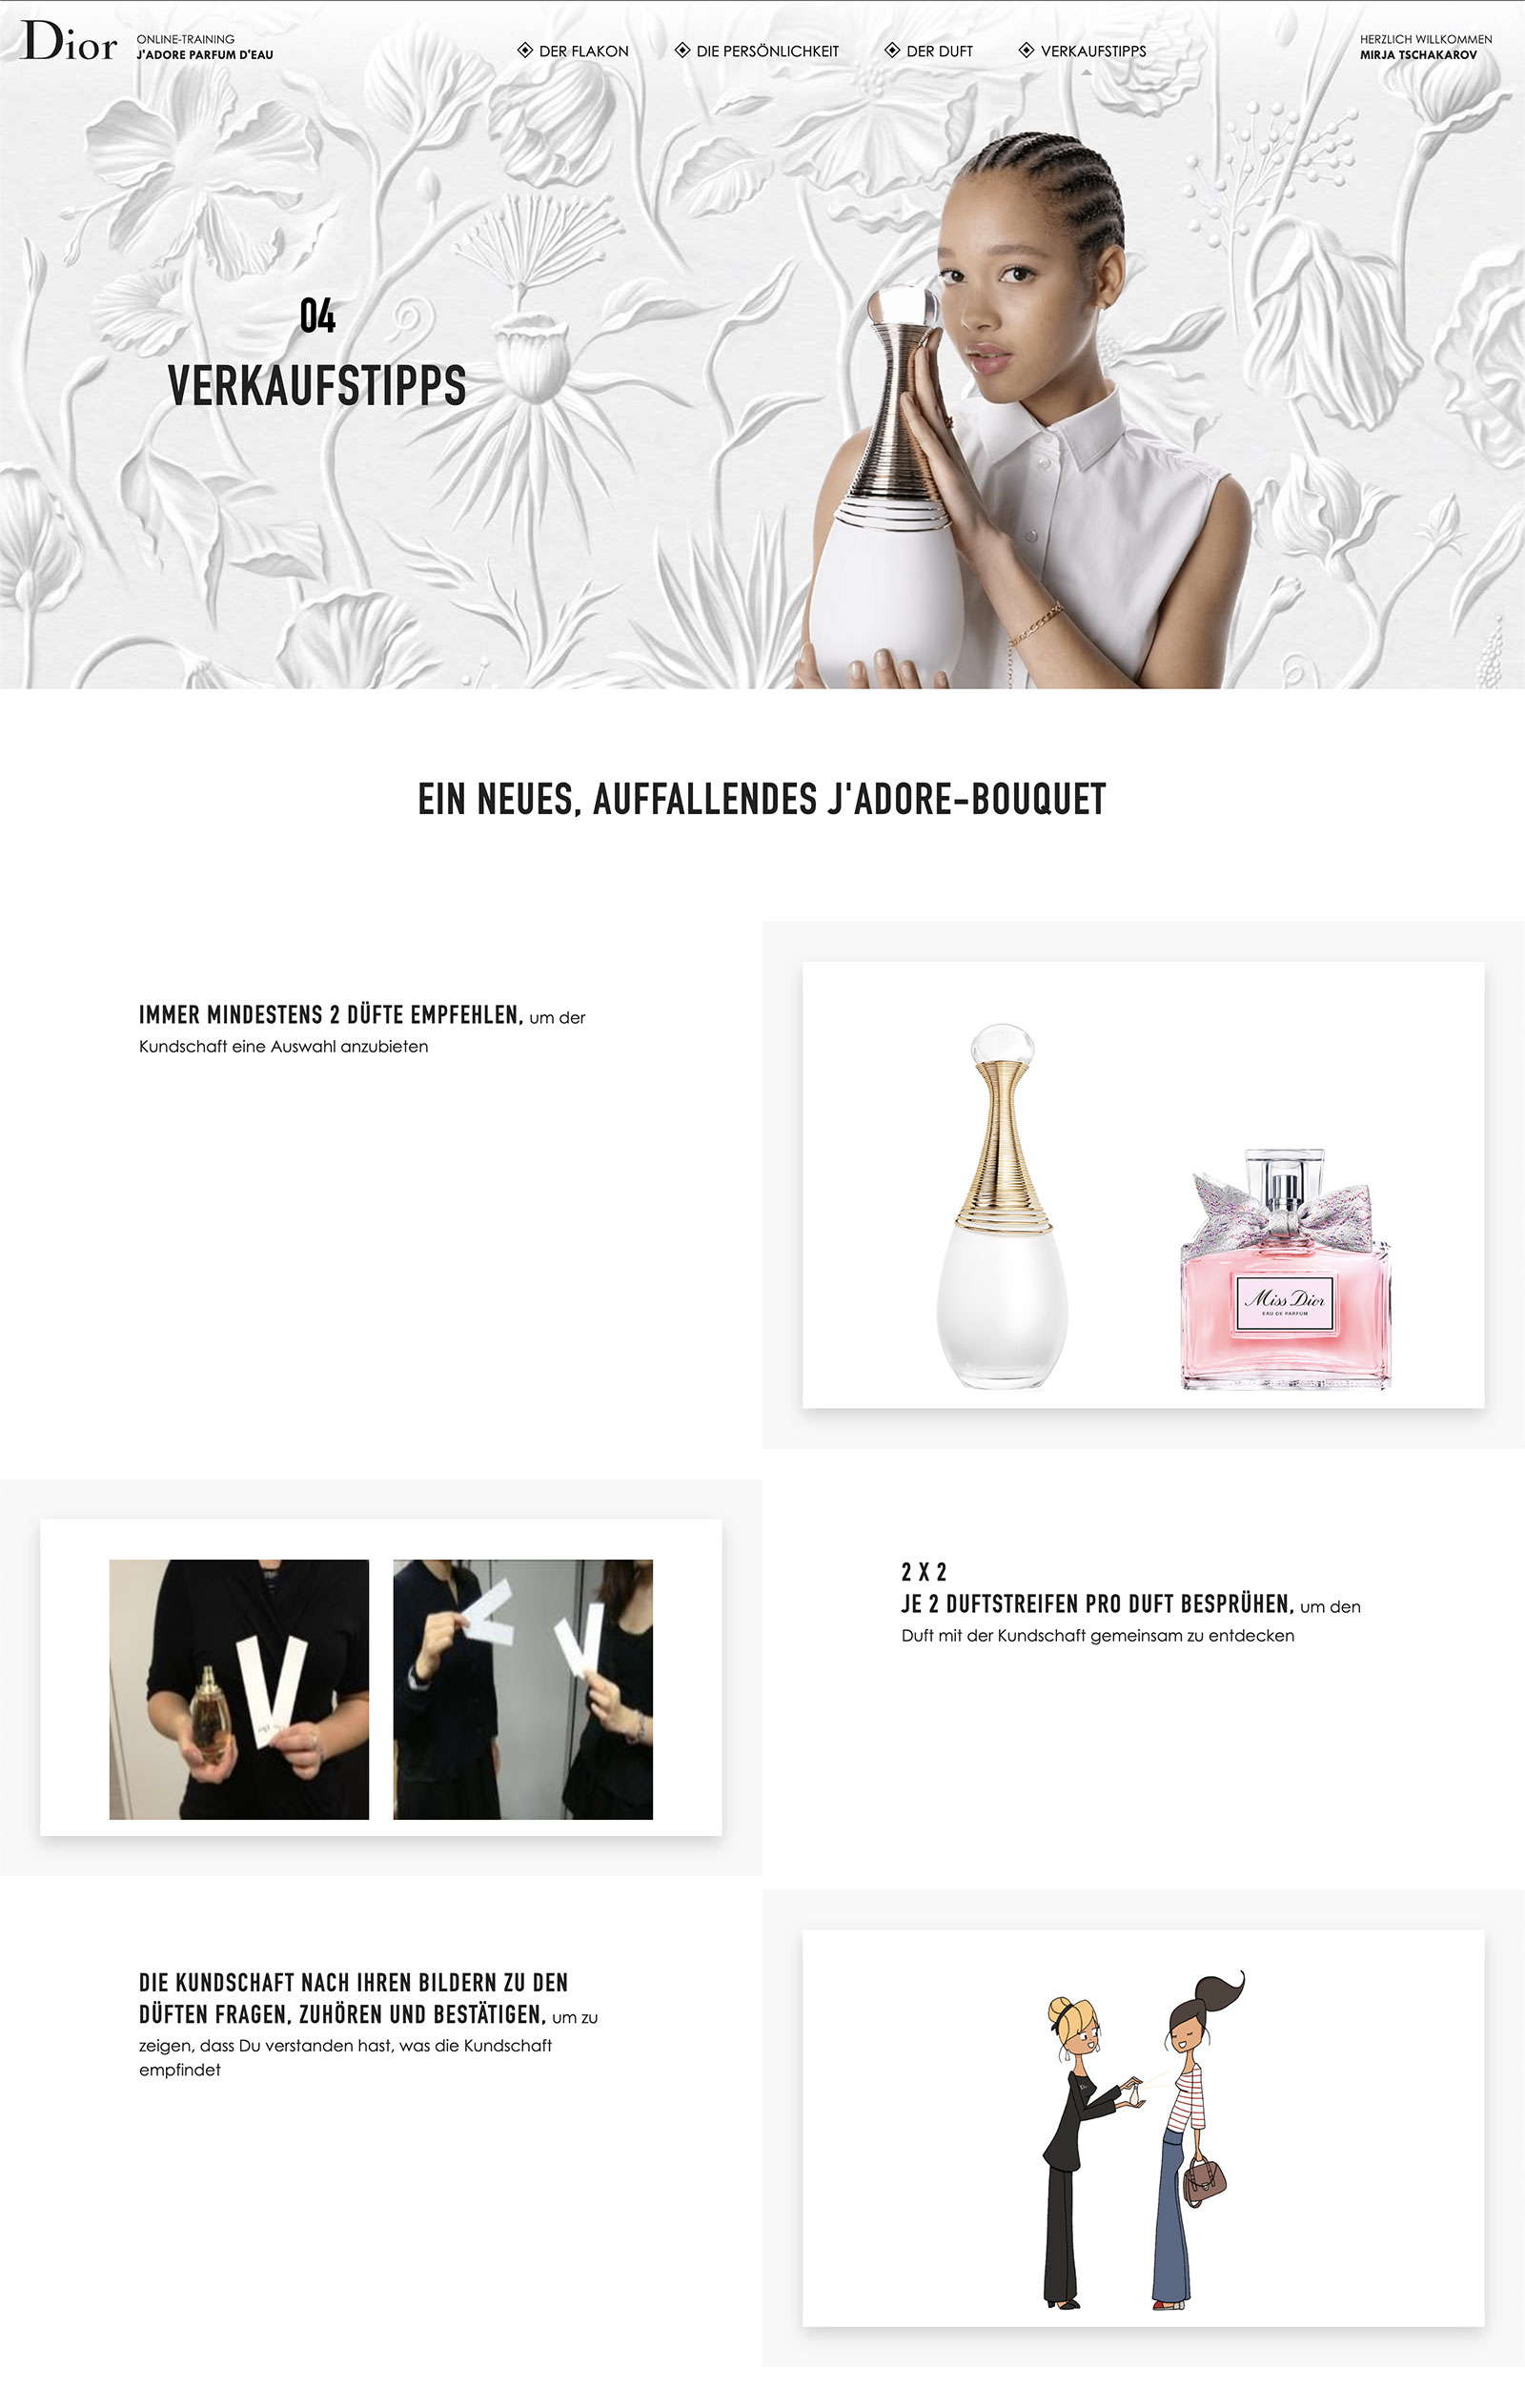 Dior
ONLINE-TRAINING
J'ADORE PARFUM D'EAU
DER FLAKON
DIE PERSÖNLICHKEIT
DER DUFT
VERKAUFSTIPPS
HERZLICH WILLKOMMEN
MIRJA TSCHAKAROV
04
VERKAUFSTIPPS
EIN NEUES, AUFFALLENDES J'ADORE-BOUQUET
IMMER MINDESTENS 2 DÜFTE EMPFEHLEN, um der
Kundschaft eine Auswahl anzubieten
Miss Dior
EAU DE PARFUM
2 X 2
JE 2 DUFTSTREIFEN PRO DUFT BESPRÜHEN, um den
Duft mit der Kundschaft gemeinsam zu entdecken
DIE KUNDSCHAFT NACH IHREN BILDERN ZU DEN
DÜFTEN FRAGEN, ZUHÖREN UND BESTÄTIGEN, um zu
zeigen, dass Du verstanden hast, was die Kundschaft
empfindet